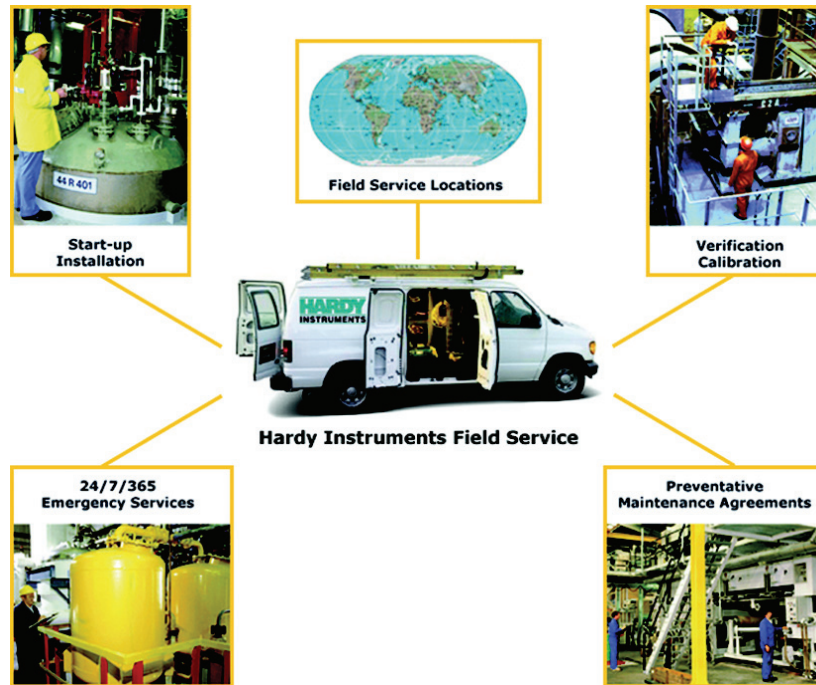 44 R 401
Start-up
Installation
Field Service Locations
Verification
Calibration
HARDY
INSTRUMENTS
Hardy Instruments Field Service
24/7/365
Emergency Services
Preventative
Maintenance Agreements